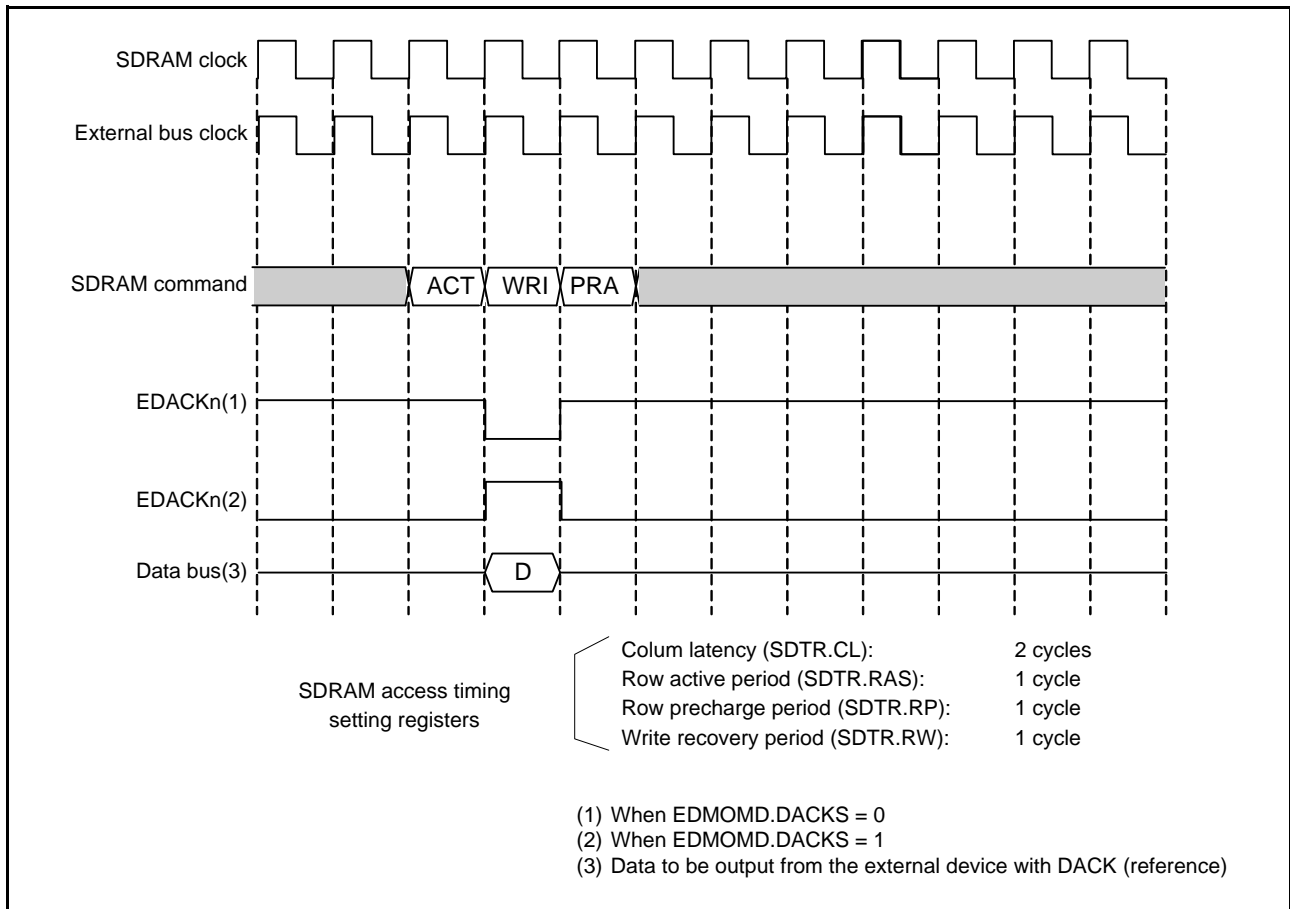 SDRAM clock
External bus clock
SDRAM command ACT WRI PRA
EDACKn(1)
EDACKn(2)
Data bus(3) D
SDRAM access timing
setting registers
Colum latency (SDTR.CL): 2 cycles
Row active period (SDTR.RAS): 1 cycle
Row precharge period (SDTR.RP): 1 cycle
Write recovery period (SDTR.RW): 1 cycle
(1) When EDMOMD.DACKS = 0
(2) When EDMOMD.DACKS = 1
(3) Data to be output from the external device with DACK (reference)